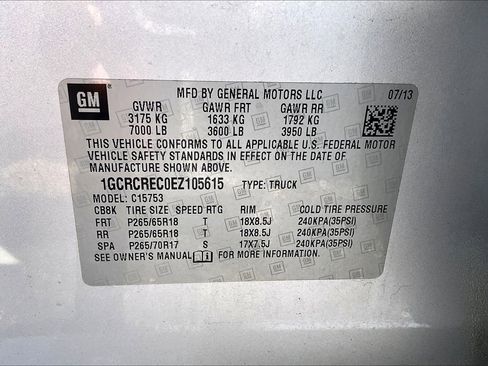 GM
MFD BY GENERAL MOTORS LLC 07/13
GVWR GAWR FRT GAWR RR
3175 KG 1633 KG 1792 KG
7000 LB 3600 LB 3950 LB
THIS VEHICLE CONFORMS TO ALL APPLICABLE U.S. FEDERAL MOTOR
VEHICLE SAFETY STANDARDS IN EFFECT ON THE DATE OF
MANUFACTURE SHOWN ABOVE.
1GCRCREC0EZ105615 TYPE: TRUCK
MODEL: C15753
CB8K TIRE SIZE SPEED RTG RIM COLD TIRE PRESSURE
FRT P265/65R18 T 18X8.5J 240KPA(35PSI)
RR P265/65R18 T 18X8.5J 240KPA(35PSI)
SPA P265/70R17 S 17X7.5J 240KPA(35PSI)
SEE OWNER'S MANUAL FOR MORE INFORMATION